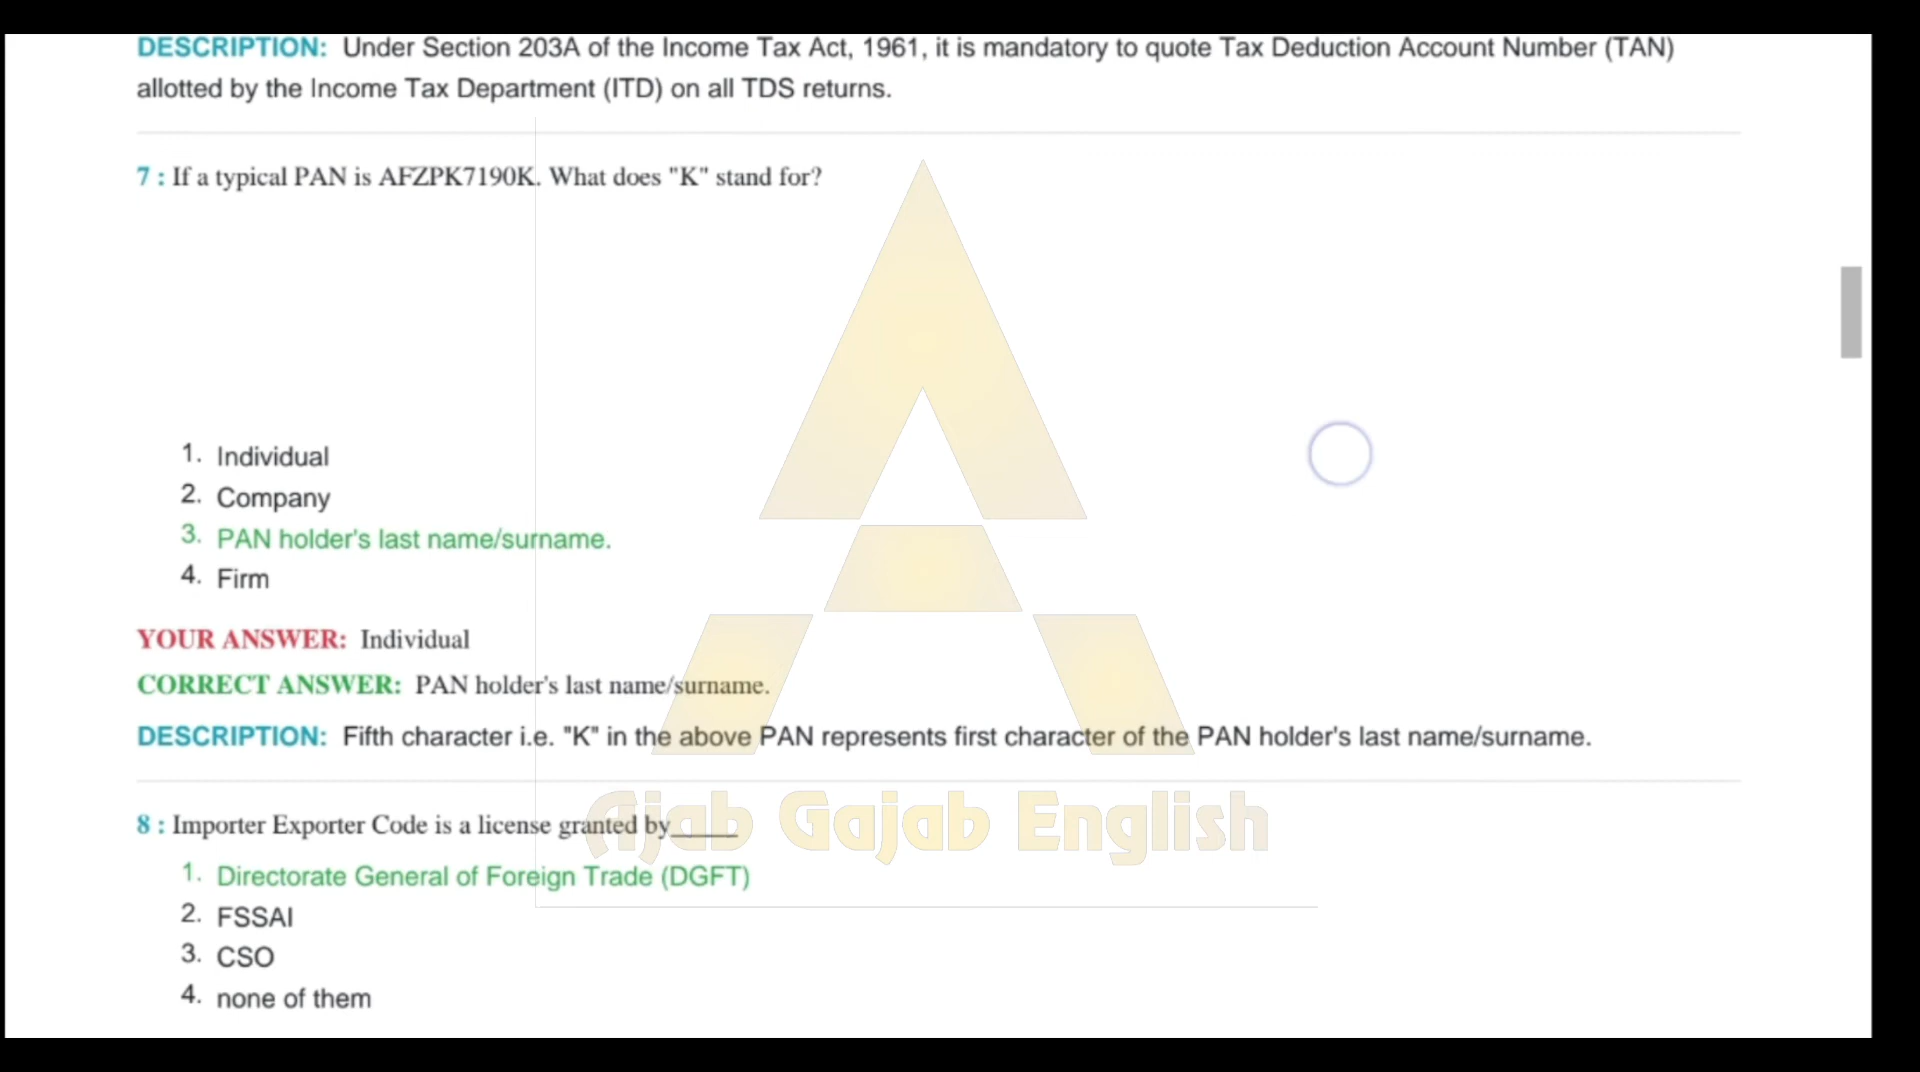 DESCRIPTION: Under Section 203A of the Income Tax Act, 1961, it is mandatory to quote Tax Deduction Account Number (TAN)
allotted by the Income Tax Department (ITD) on all TDS returns.
7 : If a typical PAN is AFZPK7190K. What does "K" stand for?
1. Individual
2. Company
3. PAN holder's last name/surname.
4. Firm
YOUR ANSWER: Individual
CORRECT ANSWER: PAN holder's last name/surname.
DESCRIPTION: Fifth character i.e. "K" in the above PAN represents first character of the PAN holder's last name/surname.
Ajab Gajab English
8 : Importer Exporter Code is a license granted by_____
1. Directorate General of Foreign Trade (DGFT)
2. FSSAI
3. CSO
4. none of them